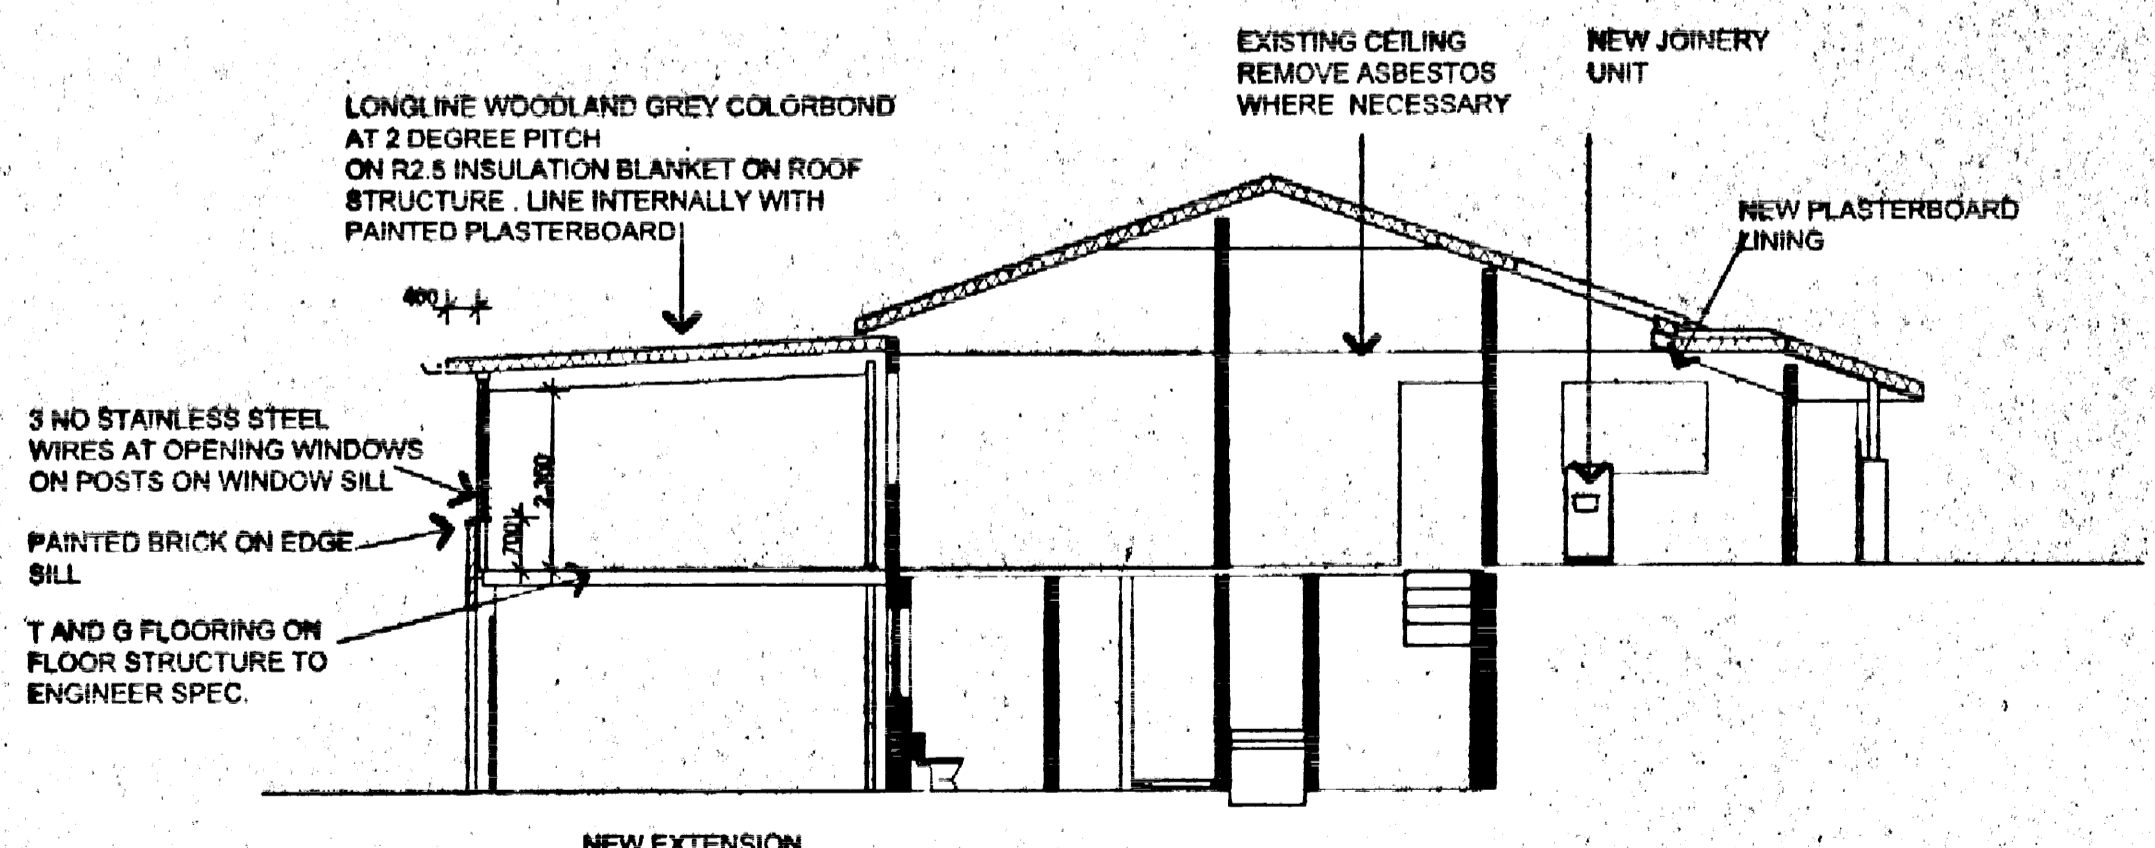 EXISTING CEILING
REMOVE ASBESTOS
WHERE NECESSARY
NEW JOINERY
UNIT
LONGLINE WOODLAND GREY COLORBOND
AT 2 DEGREE PITCH
ON R2.5 INSULATION BLANKET ON ROOF
STRUCTURE . LINE INTERNALLY WITH
PAINTED PLASTERBOARD
NEW PLASTERBOARD
LINING
3 NO STAINLESS STEEL
WIRES AT OPENING WINDOWS
ON POSTS ON WINDOW SILL
700
PAINTED BRICK ON EDGE
SILL
T AND G FLOORING ON
FLOOR STRUCTURE TO
ENGINEER SPEC.
NEW EXTENSION